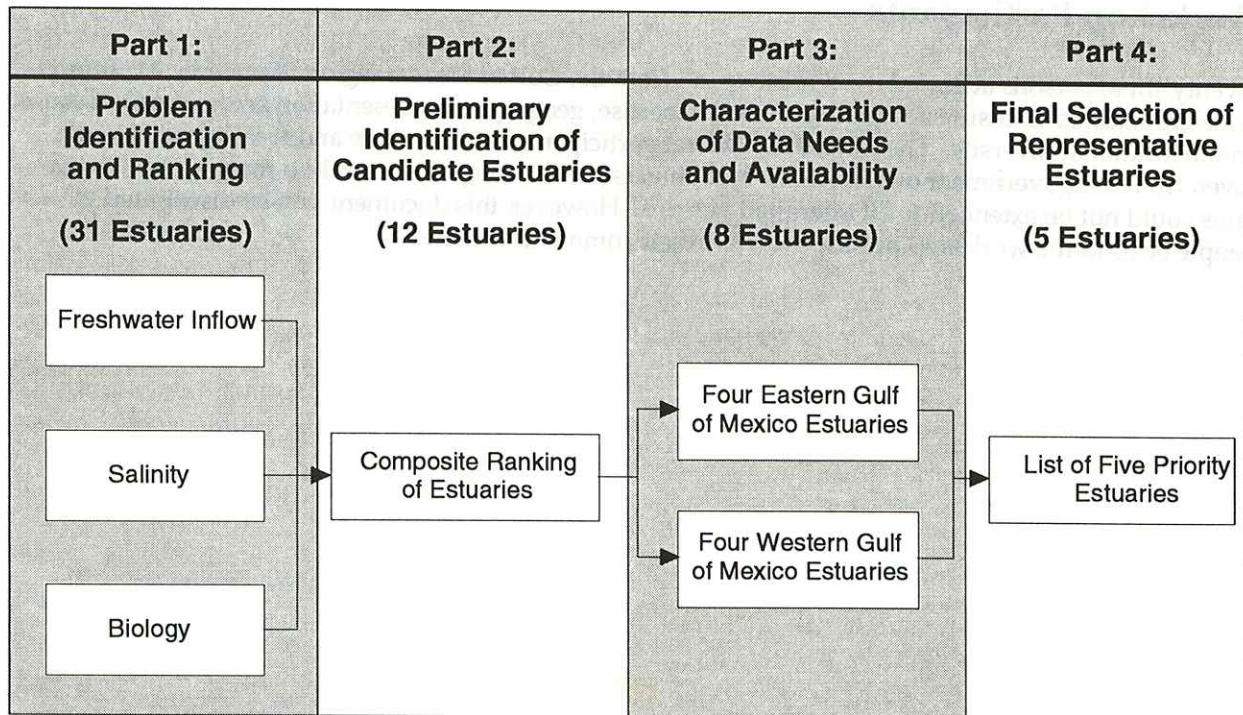 Part 1:
Problem
Identification
and Ranking
(31 Estuaries)
Freshwater Inflow
Salinity
Biology
Part 2:
Preliminary
Identification of
Candidate Estuaries
(12 Estuaries)
Composite Ranking
of Estuaries
Part 3:
Characterization
of Data Needs
and Availability
(8 Estuaries)
Four Eastern Gulf
of Mexico Estuaries
Four Western Gulf
of Mexico Estuaries
Part 4:
Final Selection of
Representative
Estuaries
(5 Estuaries)
List of Five Priority
Estuaries